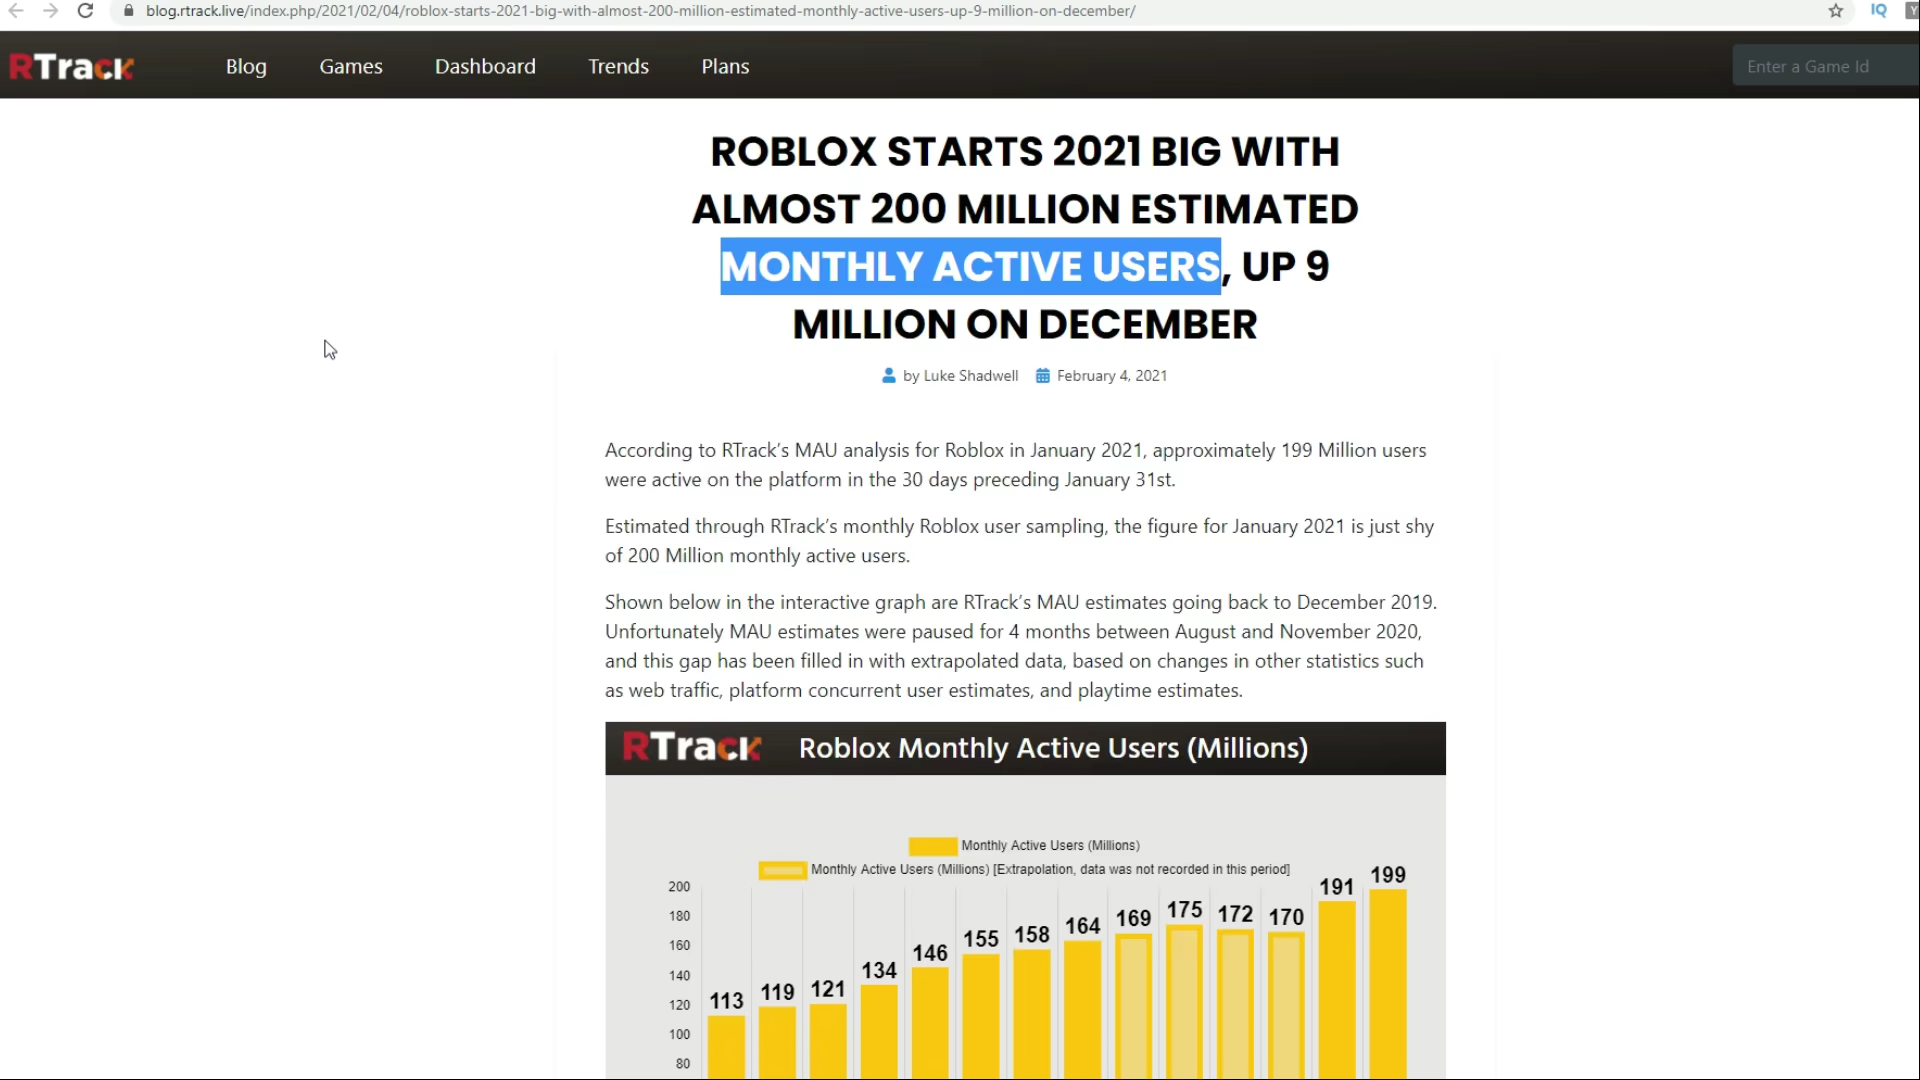 blog.rtrack.live/index.php/2021/02/04/roblox-starts-2021-big-with-almost-200-million-estimated-monthly-active-users-up-9-million-on-december/
IQ
Y
RTrack
Blog
Games
Dashboard
Trends
Plans
Enter a Game Id
ROBLOX STARTS 2021 BIG WITH
ALMOST 200 MILLION ESTIMATED
MONTHLY ACTIVE USERS, UP 9
MILLION ON DECEMBER
by Luke Shadwell February 4, 2021
According to RTrack’s MAU analysis for Roblox in January 2021, approximately 199 Million users
were active on the platform in the 30 days preceding January 31st.
Estimated through RTrack’s monthly Roblox user sampling, the figure for January 2021 is just shy
of 200 Million monthly active users.
Shown below in the interactive graph are RTrack’s MAU estimates going back to December 2019.
Unfortunately MAU estimates were paused for 4 months between August and November 2020,
and this gap has been filled in with extrapolated data, based on changes in other statistics such
as web traffic, platform concurrent user estimates, and playtime estimates.
RTrack Roblox Monthly Active Users (Millions)
Monthly Active Users (Millions)
Monthly Active Users (Millions) [Extrapolation, data was not recorded in this period]
200
180
160
140
120
100
80
113 119 121 134 146 155 158 164 169 175 172 170 191 199